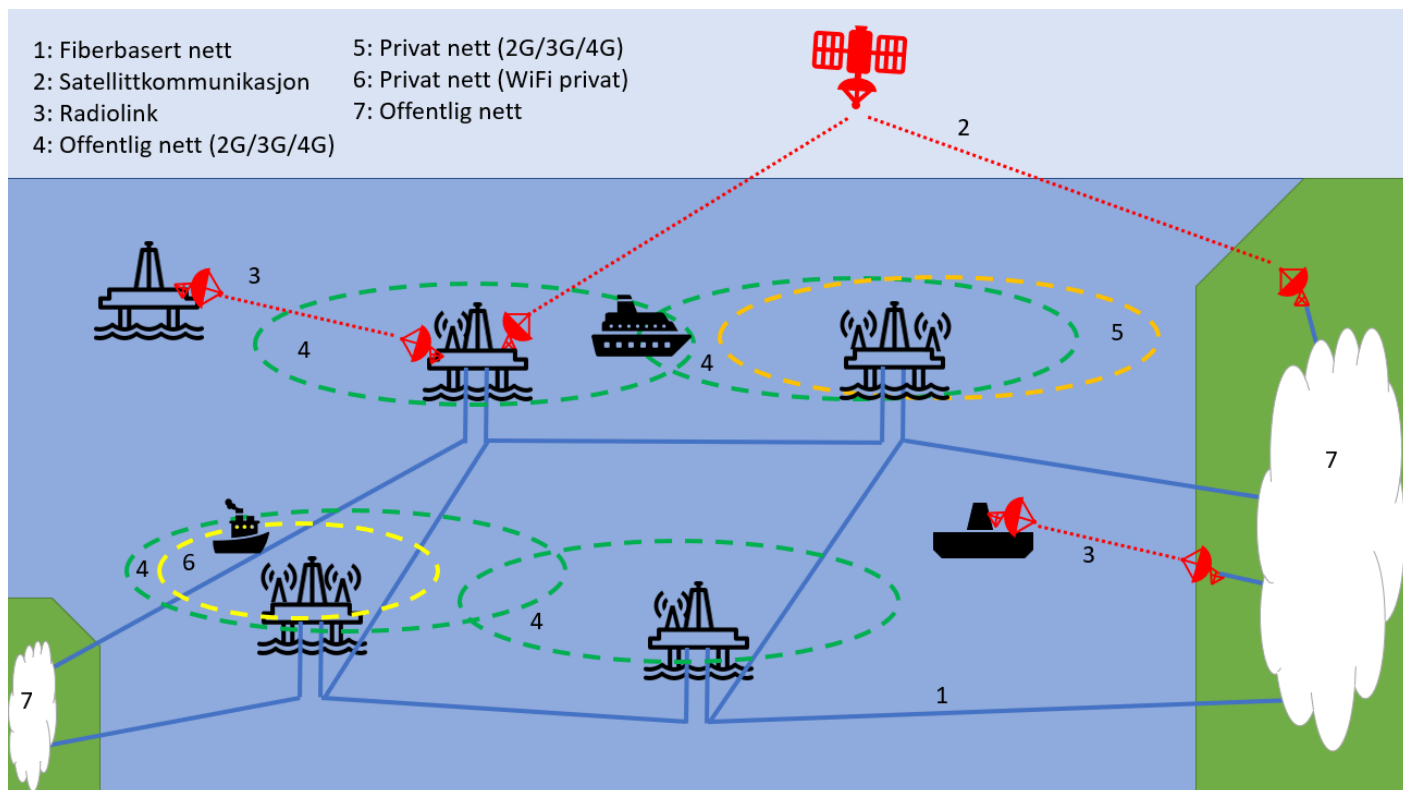 1: Fiberbasert nett
2: Satellittkommunikasjon
3: Radiolink
4: Offentlig nett (2G/3G/4G)
5: Privat nett (2G/3G/4G)
6: Privat nett (WiFi privat)
7: Offentlig nett
2
3
4
4
5
7
4
6
4
3
7
1